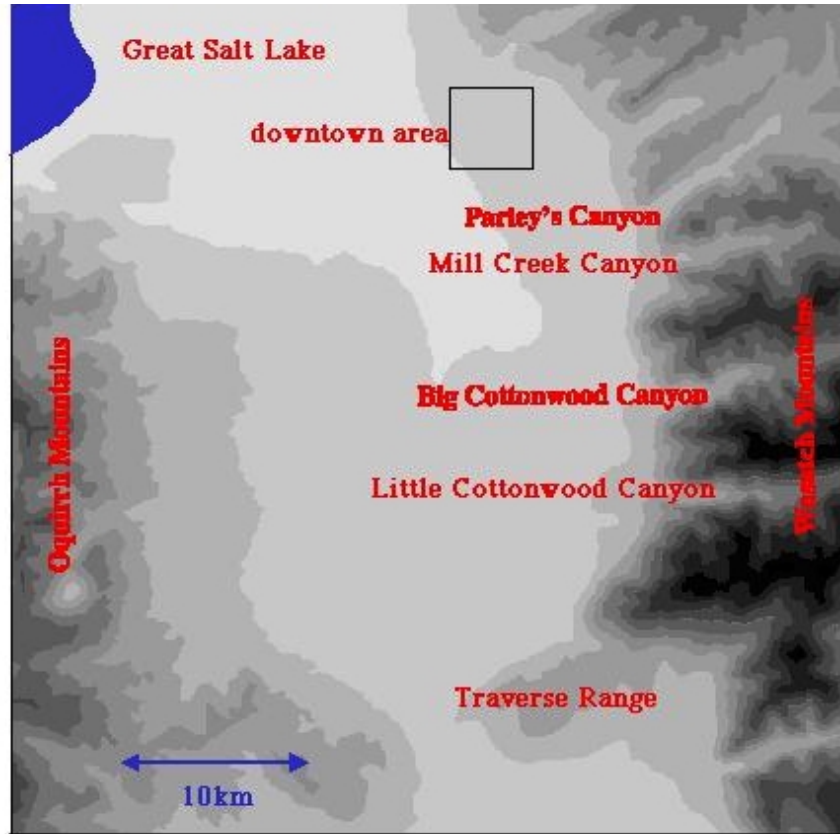 Great Salt Lake
downtown area
Parley's Canyon
Mill Creek Canyon
Oquirrh Mountains
Wasatch Mountains
Big Cottonwood Canyon
Little Cottonwood Canyon
Traverse Range
10km